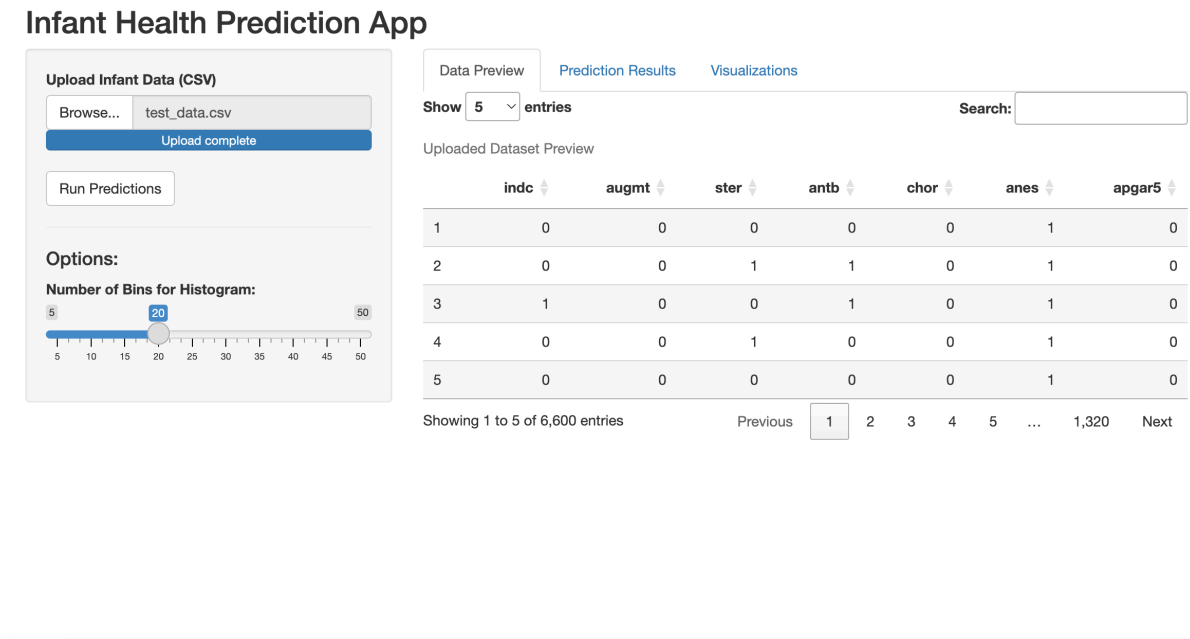 Infant Health Prediction App
Upload Infant Data (CSV)
Browse... test_data.csv
Upload complete
Run Predictions
Options:
Number of Bins for Histogram:
5 20 50
5 10 15 20 25 30 35 40 45 50
Data Preview Prediction Results Visualizations
Show 5 entries Search:
Uploaded Dataset Preview
indc augmt ster antb chor anes apgar5
1 0 0 0 0 0 1 0
2 0 0 1 1 0 1 0
3 1 0 0 1 0 1 0
4 0 0 1 0 0 1 0
5 0 0 0 0 0 1 0
Showing 1 to 5 of 6,600 entries Previous 1 2 3 4 5 ... 1,320 Next